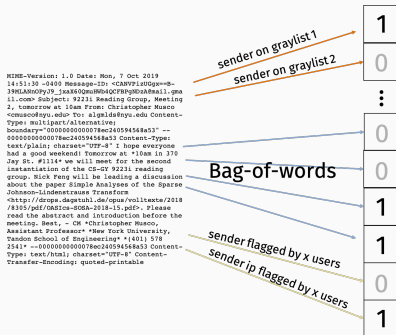 MIME-Version: 1.0 Date: Mon, 7 Oct 2019
14:51:30 -0400 Message-ID: <CANVPizUGgx==B-
J9MLANnOPyJ9_jxaX60QmuHWb4QCFBPgNDzA@mail.gma
il.com> Subject: 9223i Reading Group, Meeting
2, tomorrow at 10am From: Christopher Musco
<cmusco@nyu.edu> To: algmlds@nyu.edu Content-
Type: multipart/alternative;
boundary="00000000000078ec240594568a53" --
00000000000078ec240594568a53 Content-Type:
text/plain; charset="UTF-8" I hope everyone
had a good weekend! Tomorrow at *10am in 370
Jay St. #1114* we will meet for the second
instantiation of the CS-GY 9223i reading
group. Nick Feng will be leading a discussion
about the paper Simple Analyses of the Sparse
Johnson-Lindenstrauss Transform
<http://drops.dagstuhl.de/opus/volltexte/2018
/8305/pdf/OASIcs-SOSA-2018-15.pdf>. Please
read the abstract and introduction before the
meeting. Best, - CM *Christopher Musco,
Assistant Professor* *New York University,
Tandon School of Engineering* *(401) 578
2541* --00000000000078ec240594568a53 Content-
Type: text/html; charset="UTF-8" Content-
Transfer-Encoding: quoted-printable
sender on graylist 1
sender on graylist 2
Bag-of-words
sender flagged by x users
sender ip flagged by x users
1
0
⋮
0
0
1
1
0
1